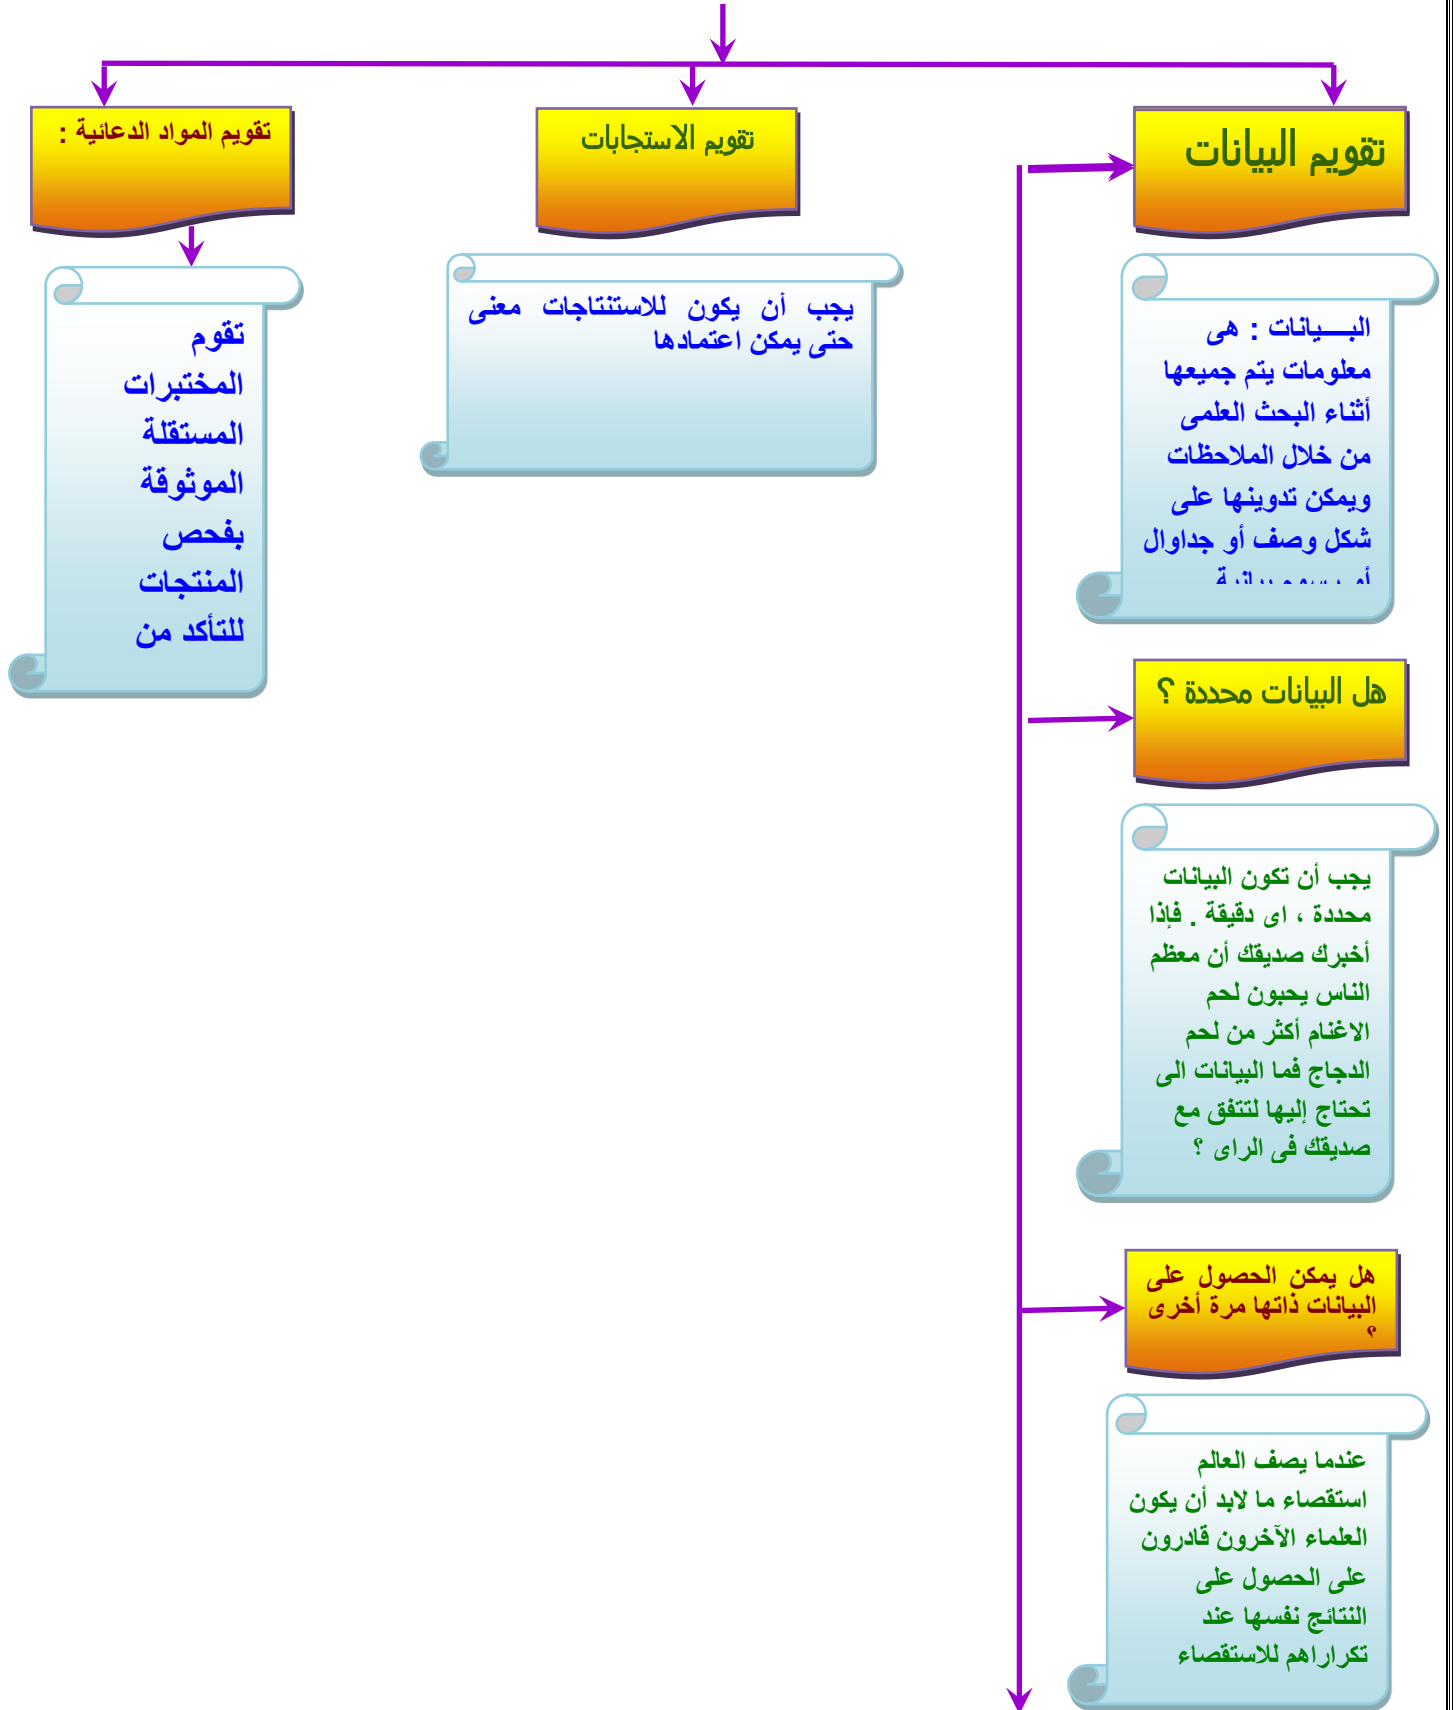 تقويم البيانات
البـــيانات : هى
معلومات يتم جميعها
أثناء البحث العلمى
من خلال الملاحظات
ويمكن تدوينها على
شكل وصف أو جداوال
أو رسوم بيانية
هل البيانات محددة ؟
يجب أن تكون البيانات
محددة ، اى دقيقة . فإذا
أخبرك صديقك أن معظم
الناس يحبون لحم
الاغنام أكثر من لحم
الدجاج فما البيانات الى
تحتاج إليها لتتفق مع
صديقك فى الراى ؟
هل يمكن الحصول على
البيانات ذاتها مرة أخرى
؟
عندما يصف العالم
استقصاء ما لابد أن يكون
العلماء الآخرون قادرون
على الحصول على
النتائج نفسها عند
تكراراهم للاستقصاء
تقويم الاستجابات
يجب أن يكون للاستنتاجات معنى
حتى يمكن اعتمادها
تقويم المواد الدعائية :
تقوم
المختبرات
المستقلة
الموثوقة
بفحص
المنتجات
للتأكد من